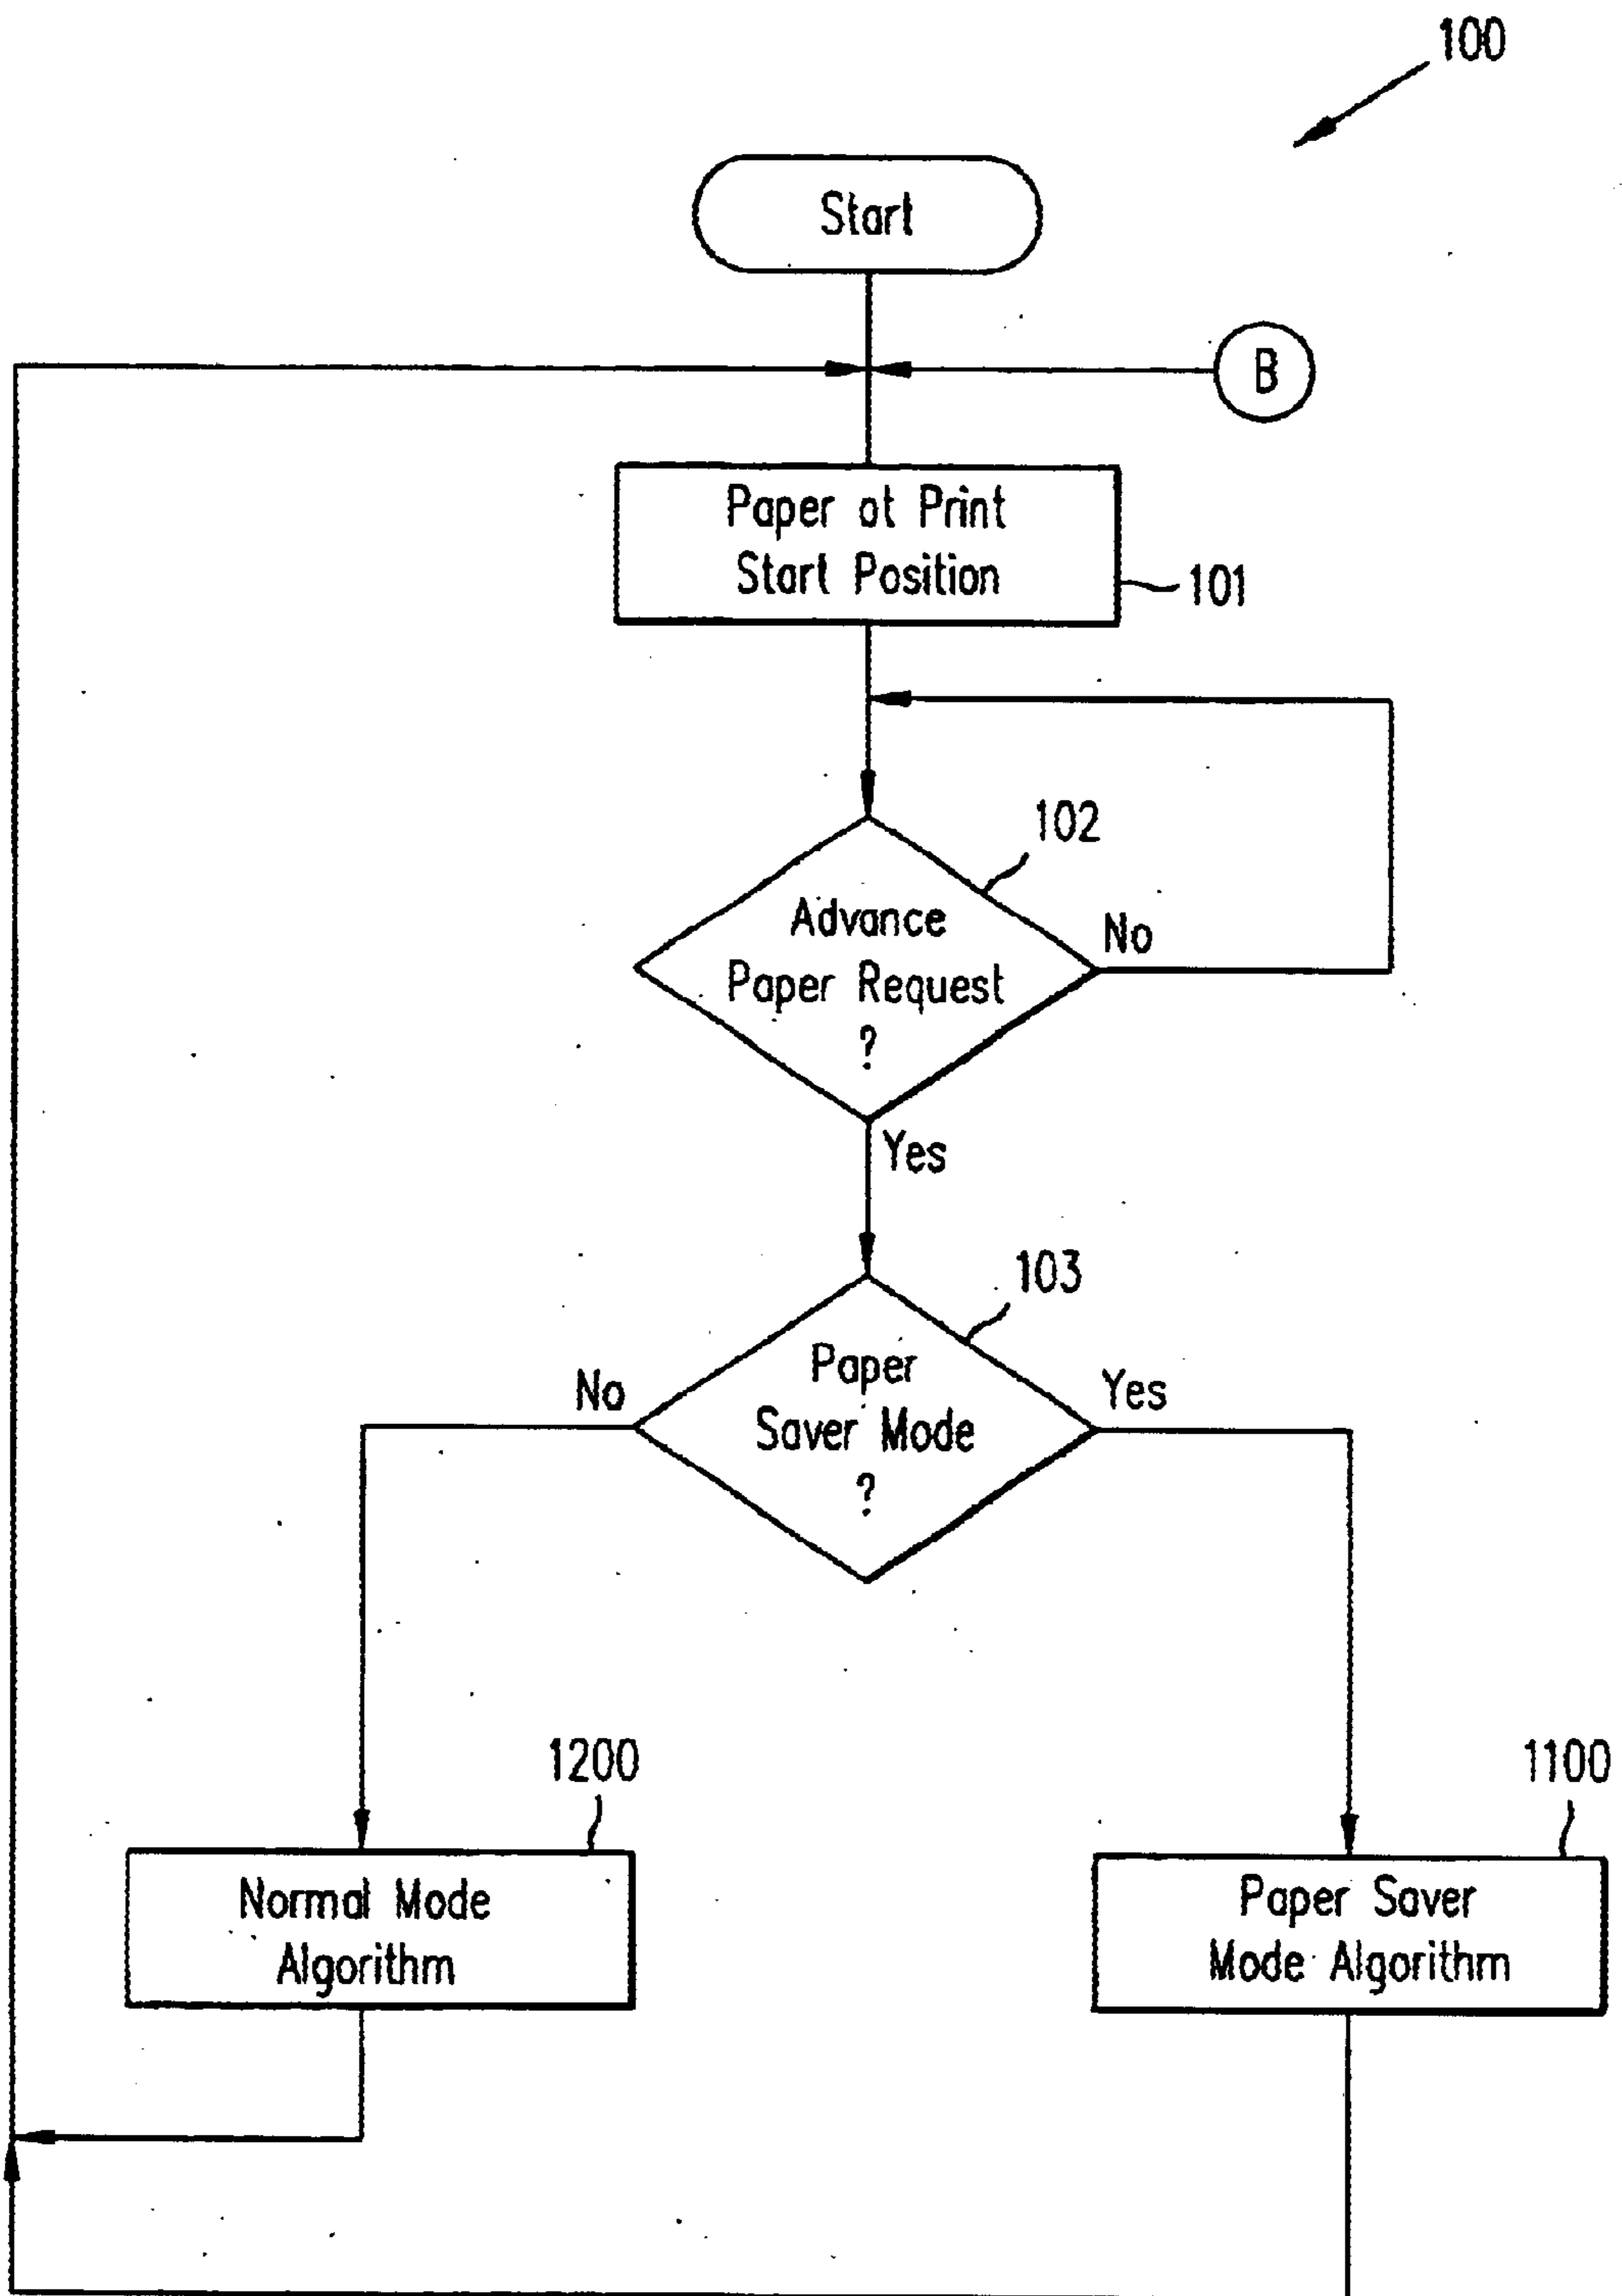 100
Start
B
Paper at Print
Start Position
101
102
Advance
Paper Request
?
No
Yes
103
Paper
Saver Mode
?
No
Yes
1200
1100
Normal Mode
Algorithm
Paper Saver
Mode Algorithm